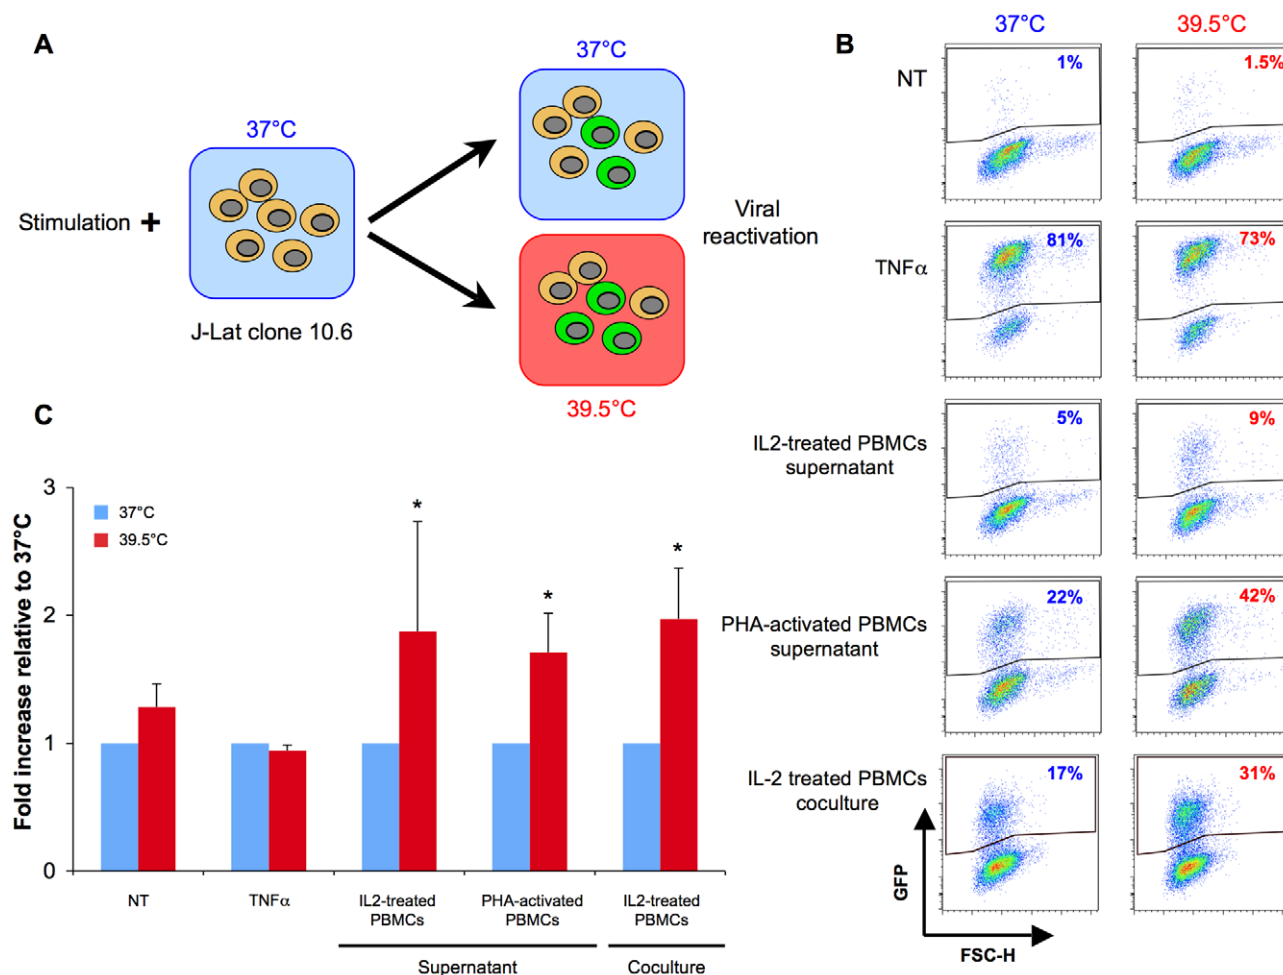 A
37°C
37°C
Stimulation +
J-Lat clone 10.6
Viral
reactivation
39.5°C
B
37°C
39.5°C
NT
1%
1.5%
TNFα
81%
73%
IL2-treated PBMCs
supernatant
5%
9%
PHA-activated PBMCs
supernatant
22%
42%
IL-2 treated PBMCs
coculture
17%
31%
GFP
FSC-H
C
Fold increase relative to 37°C
3
2
1
0
37°C
39.5°C
*
*
*
NT
TNFα
IL2-treated
PBMCs
PHA-activated
PBMCs
IL2-treated
PBMCs
Supernatant
Coculture